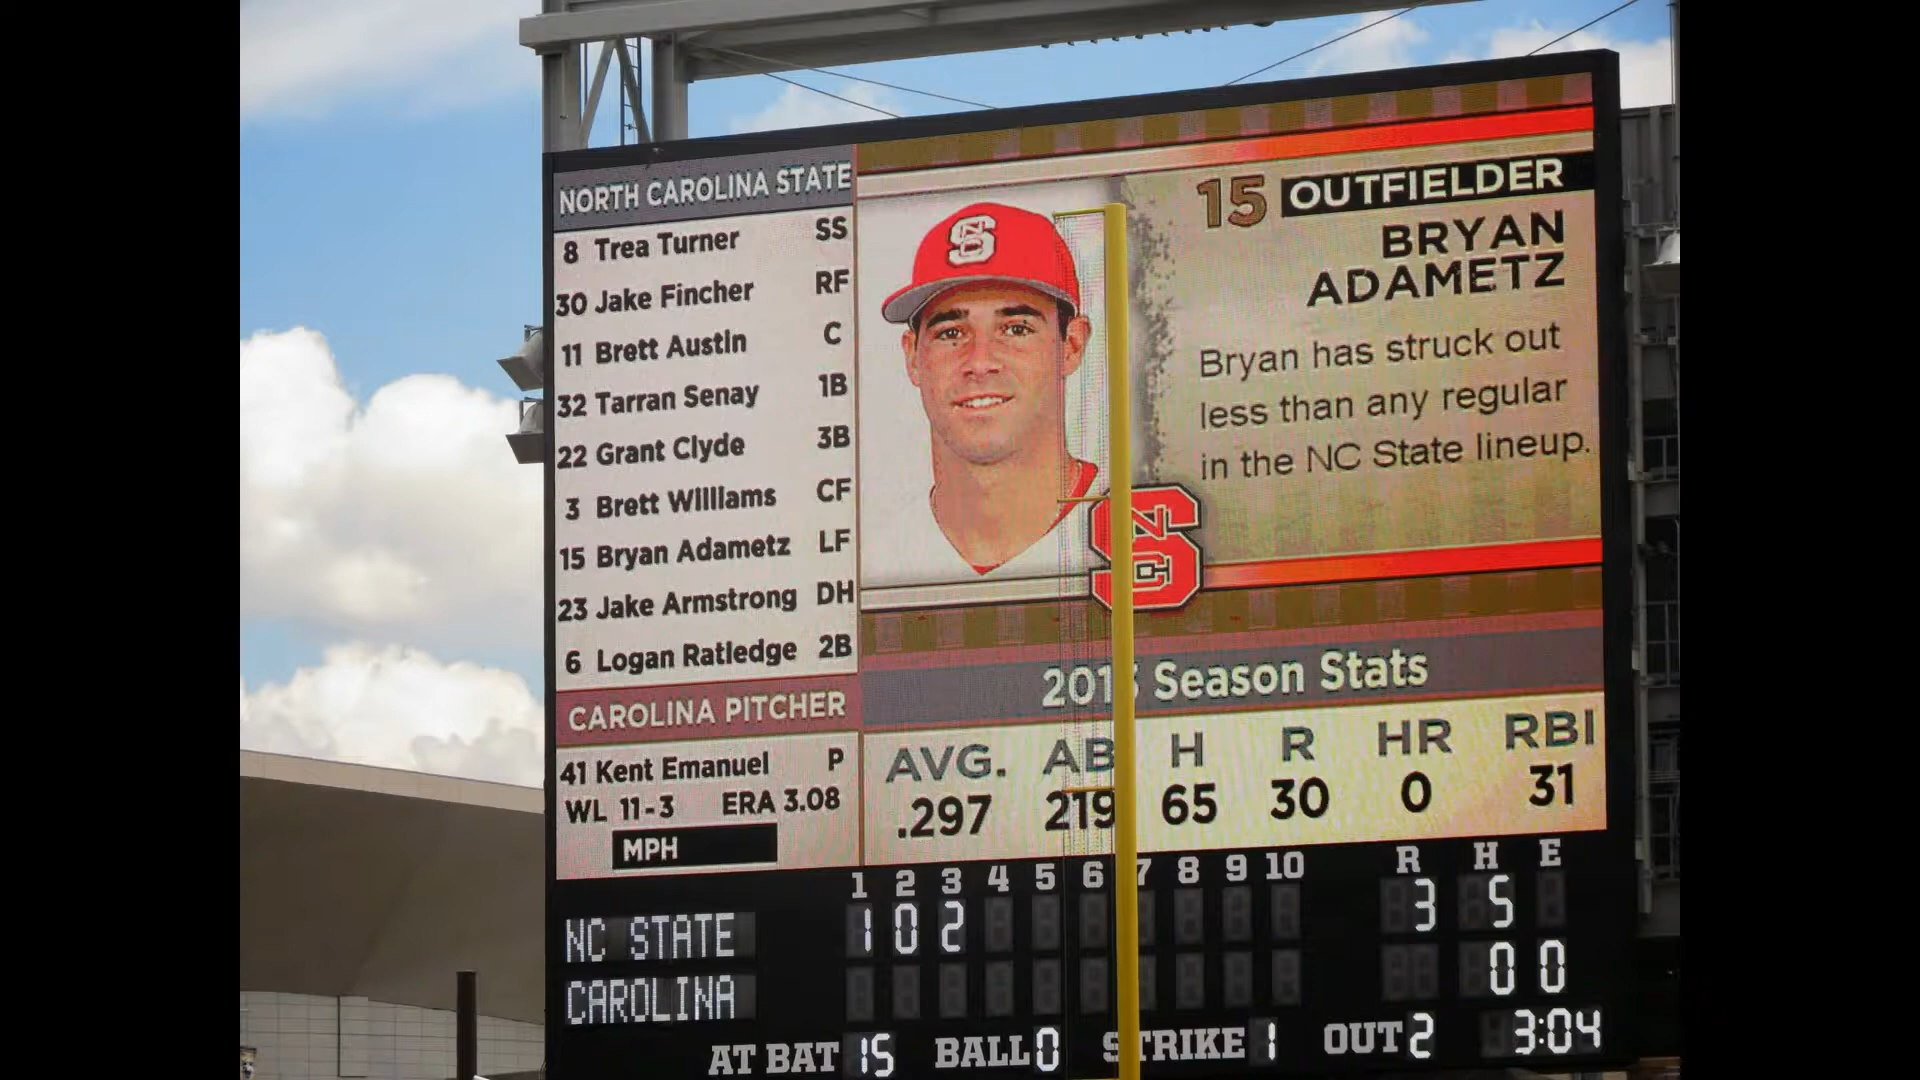 NORTH CAROLINA STATE
8 Trea Turner SS
30 Jake Fincher RF
11 Brett Austin C
32 Tarran Senay 1B
22 Grant Clyde 3B
3 Brett Williams CF
15 Bryan Adametz LF
23 Jake Armstrong DH
6 Logan Ratledge 2B
CAROLINA PITCHER
41 Kent Emanuel P
WL 11-3 ERA 3.08
MPH
15 OUTFIELDER
BRYAN
ADAMETZ
Bryan has struck out
less than any regular
in the NC State lineup.
NCS
2013 Season Stats
AVG. AB H R HR RBI
.297 219 65 30 0 31
1 2 3 4 5 6 7 8 9 10 R H E
NC STATE 1 0 2 3 5
CAROLINA 0 0
AT BAT 15 BALL 0 STRIKE 1 OUT 2 3:04